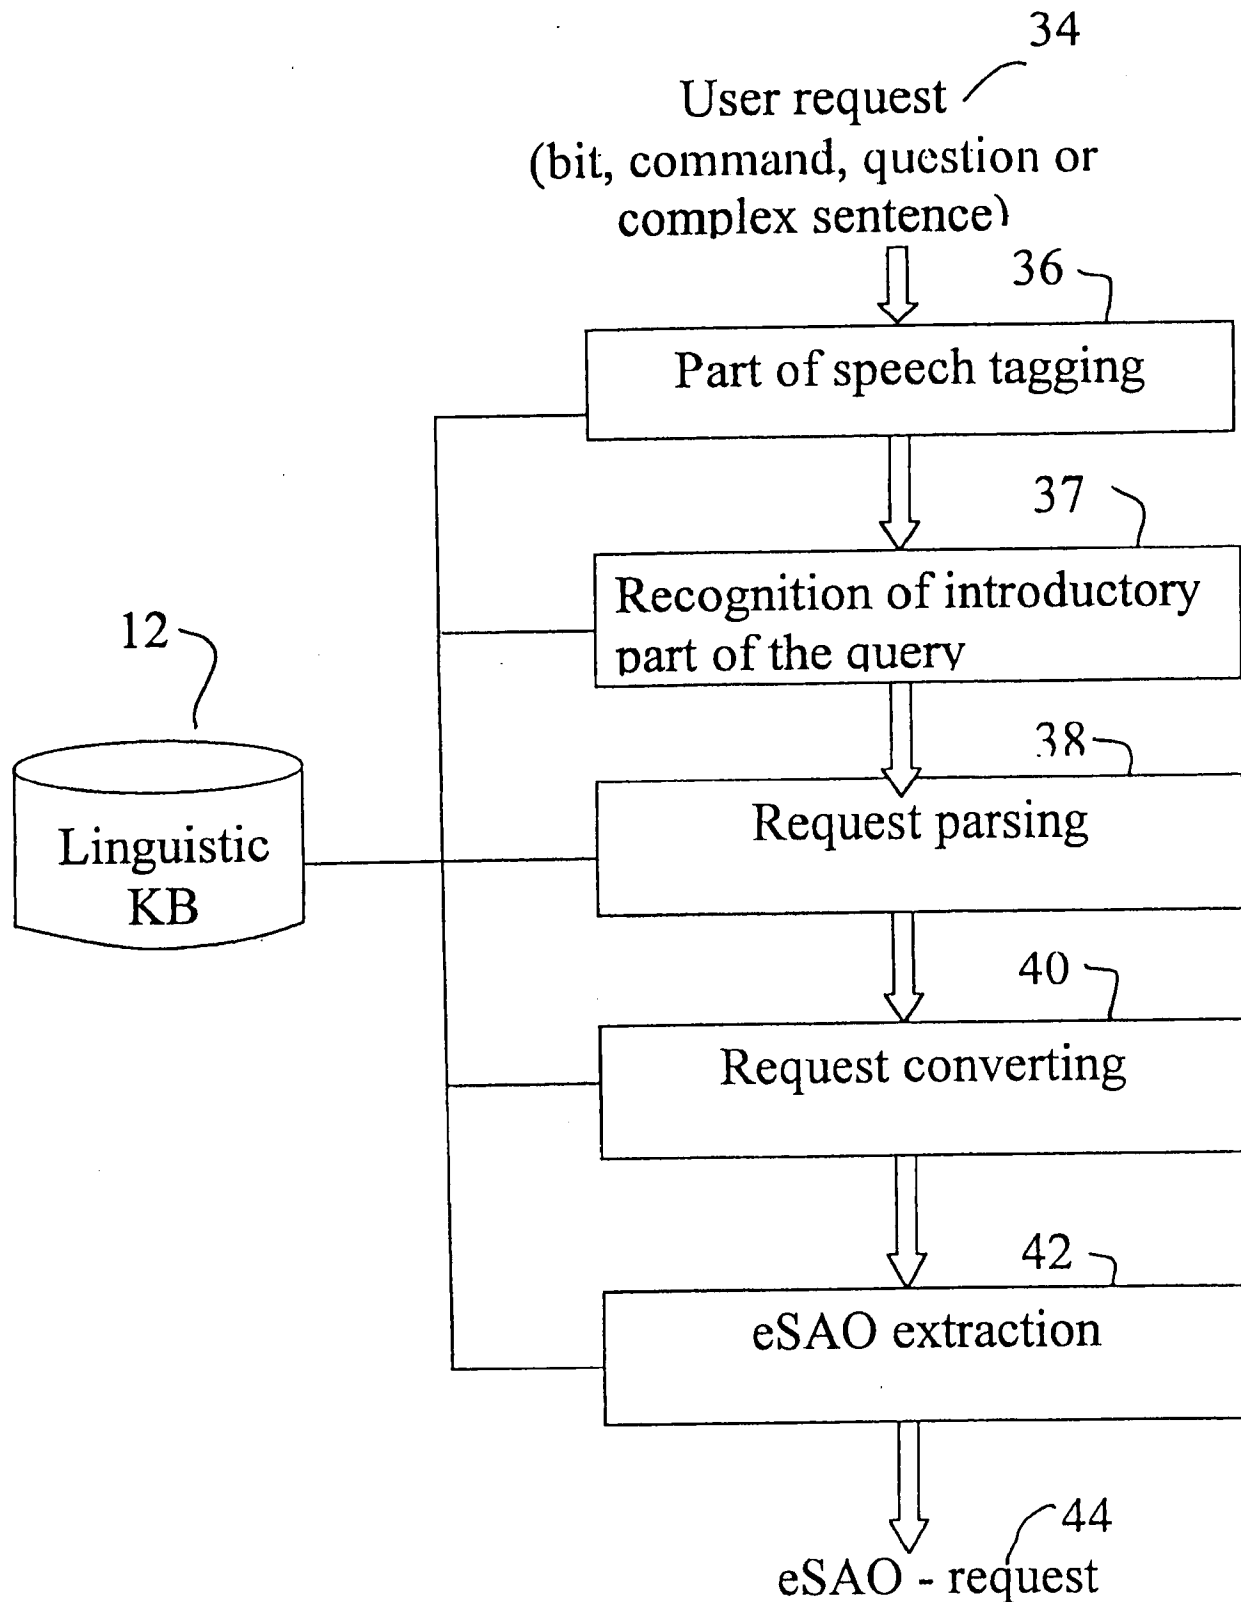 34
User request
(bit, command, question or
complex sentence)
36
Part of speech tagging
37
Recognition of introductory
part of the query
12
38
Linguistic
KB
Request parsing
40
Request converting
42
eSAO extraction
44
eSAO - request